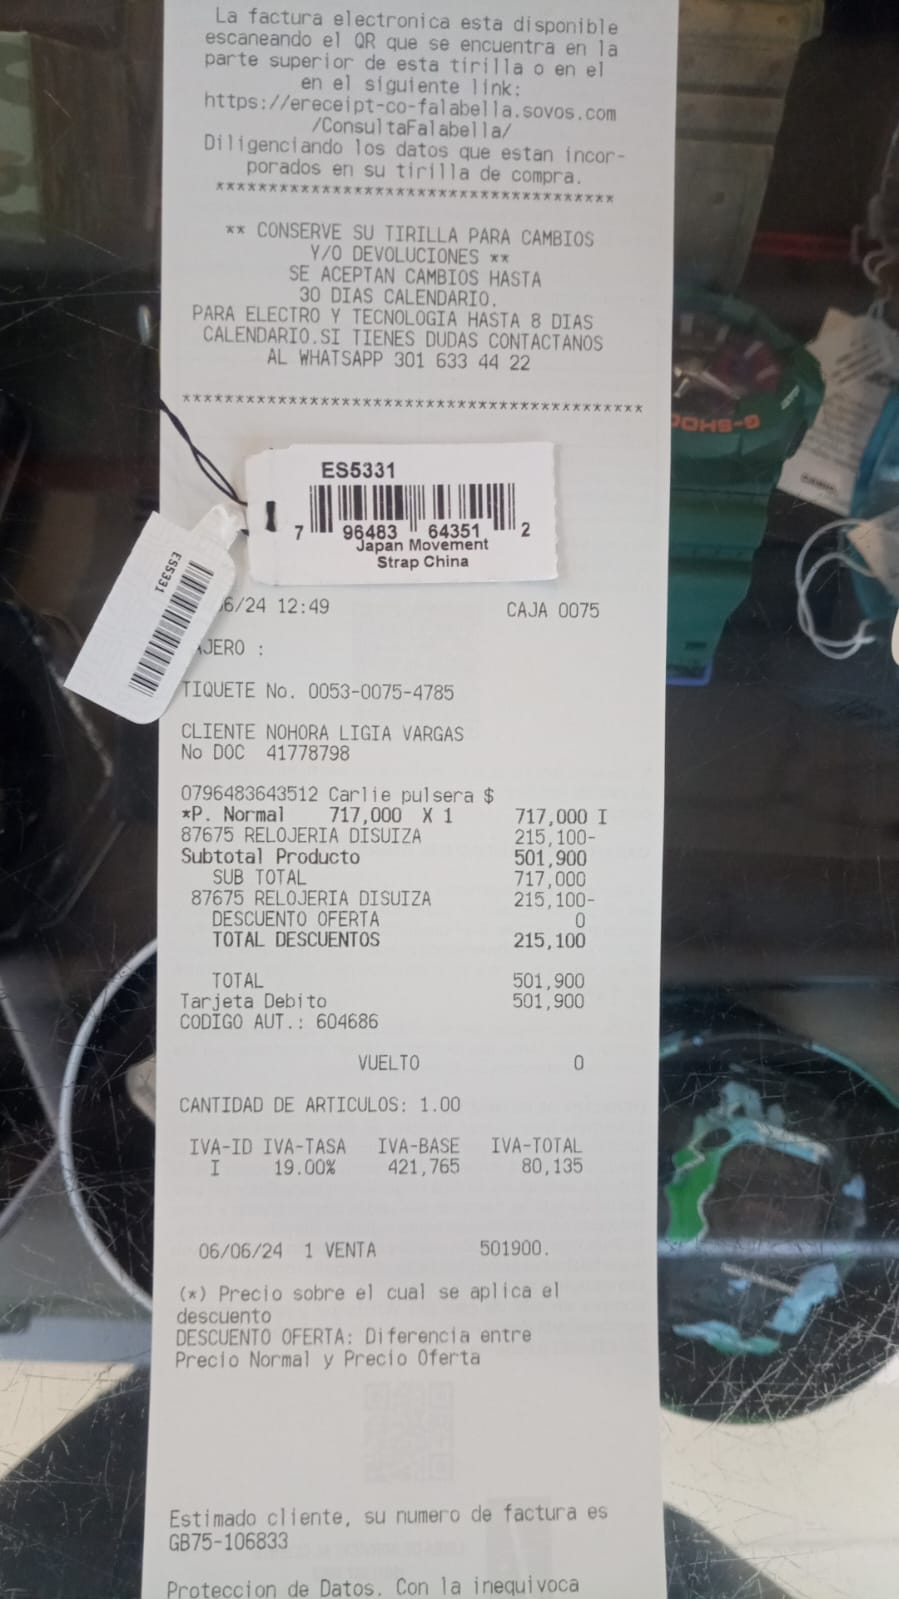 La factura electronica esta disponible
escaneando el QR que se encuentra en la
parte superior de esta tirilla o en el
en el siguiente link:
https://ereceipt-co-falabella.sovos.com
/ConsultaFalabella/
Diligenciando los datos que estan incor-
porados en su tirilla de compra.
**************************************
** CONSERVE SU TIRILLA PARA CAMBIOS
Y/O DEVOLUCIONES **
SE ACEPTAN CAMBIOS HASTA
30 DIAS CALENDARIO.
PARA ELECTRO Y TECNOLOGIA HASTA 8 DIAS
CALENDARIO.SI TIENES DUDAS CONTACTANOS
AL WHATSAPP 301 633 44 22
********************************************
G-SHOCK
ES5331
7 96483 64351 2
Japan Movement
Strap China
ES5331
6/24 12:49 CAJA 0075
JERO :
TIQUETE No. 0053-0075-4785
CLIENTE NOHORA LIGIA VARGAS
No DOC 41778798
0796483643512 Carlie pulsera $
*P. Normal 717,000 X 1 717,000 I
87675 RELOJERIA DISUIZA 215,100-
Subtotal Producto 501,900
SUB TOTAL 717,000
87675 RELOJERIA DISUIZA 215,100-
DESCUENTO OFERTA 0
TOTAL DESCUENTOS 215,100
TOTAL 501,900
Tarjeta Debito 501,900
CODIGO AUT.: 604686
VUELTO 0
CANTIDAD DE ARTICULOS: 1.00
IVA-ID IVA-TASA IVA-BASE IVA-TOTAL
I 19.00% 421,765 80,135
06/06/24 1 VENTA 501900.
(*) Precio sobre el cual se aplica el
descuento
DESCUENTO OFERTA: Diferencia entre
Precio Normal y Precio Oferta
Estimado cliente, su numero de factura es
GB75-106833
Proteccion de Datos. Con la inequivoca